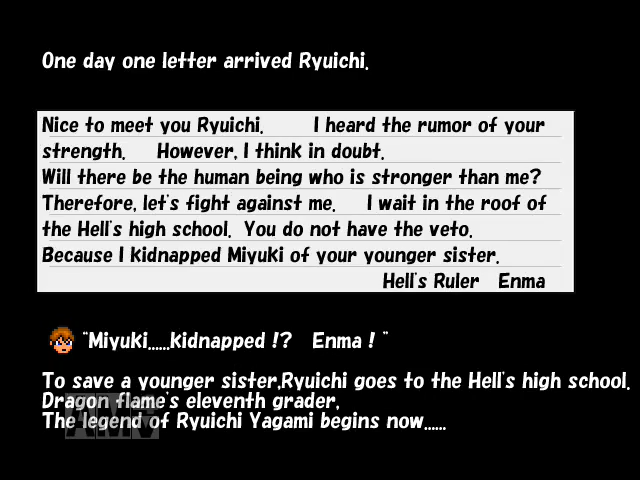 One day one letter arrived Ryuichi.
Nice to meet you Ryuichi. I heard the rumor of your
strength. However, I think in doubt.
Will there be the human being who is stronger than me?
Therefore, let's fight against me. I wait in the roof of
the Hell's high school. You do not have the veto.
Because I kidnapped Miyuki of your younger sister.
Hell's Ruler Enma
"Miyuki......kidnapped !? Enma ! "
To save a younger sister,Ryuichi goes to the Hell's high school.
Dragon flame's eleventh grader,
The legend of Ryuichi Yagami begins now......
AMV